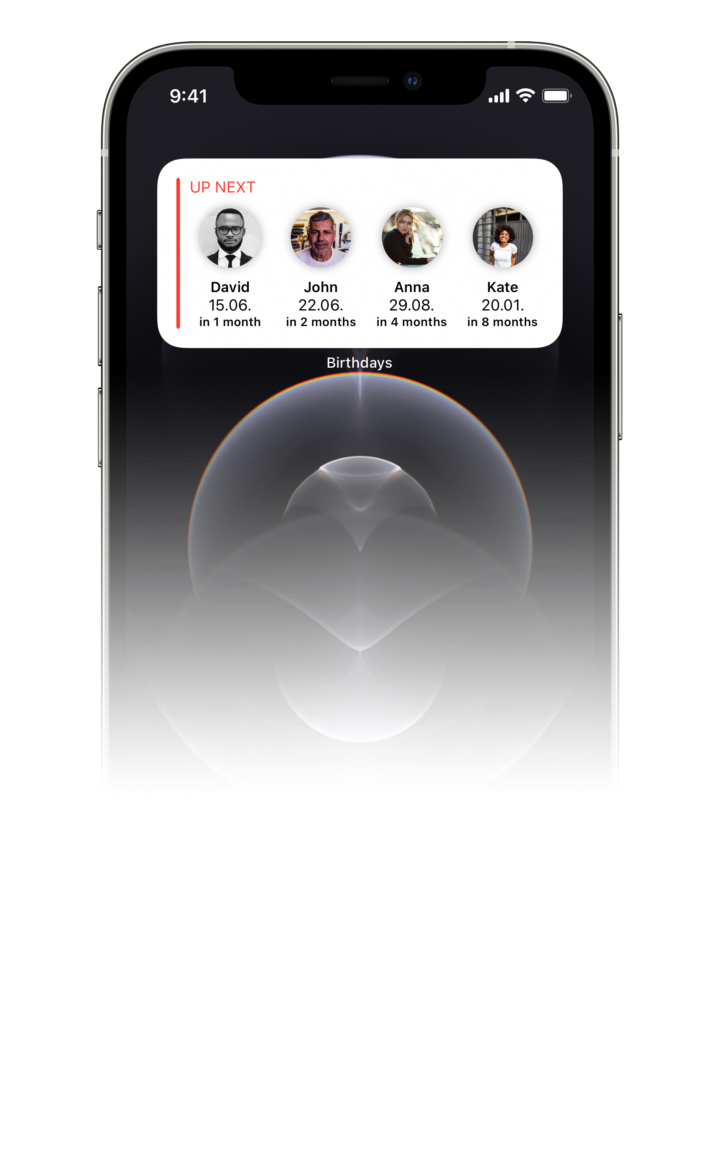 9:41
UP NEXT
David John Anna Kate
15.06. 22.06. 29.08. 20.01.
in 1 month in 2 months in 4 months in 8 months
Birthdays